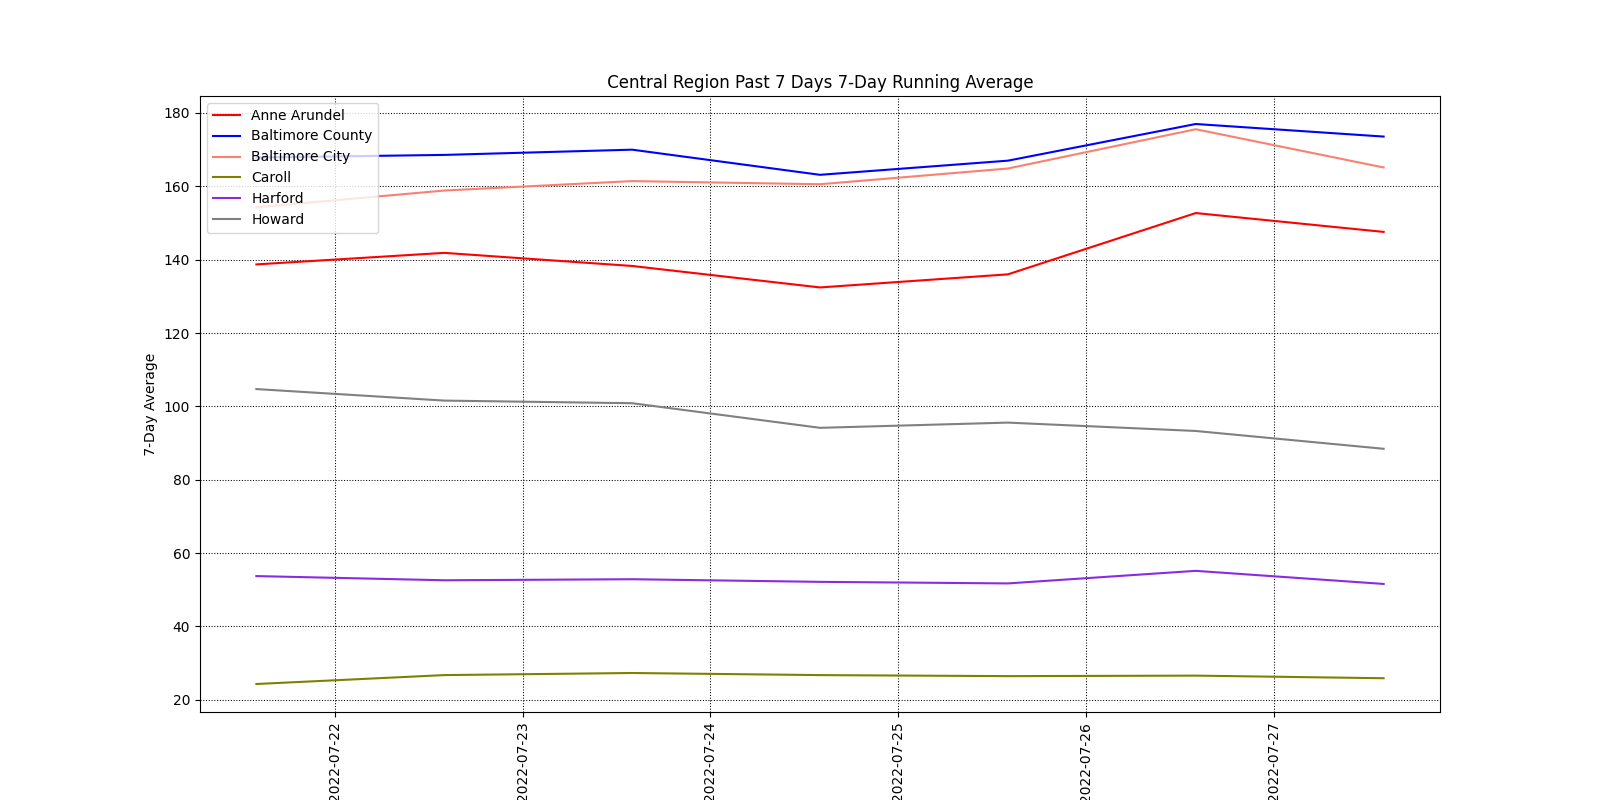 Central Region Past 7 Days 7-Day Running Average
Anne Arundel
Baltimore County
Baltimore City
Caroll
Harford
Howard
7-Day Average
180
160
140
120
100
80
60
40
20
2022-07-22
2022-07-23
2022-07-24
2022-07-25
2022-07-26
2022-07-27